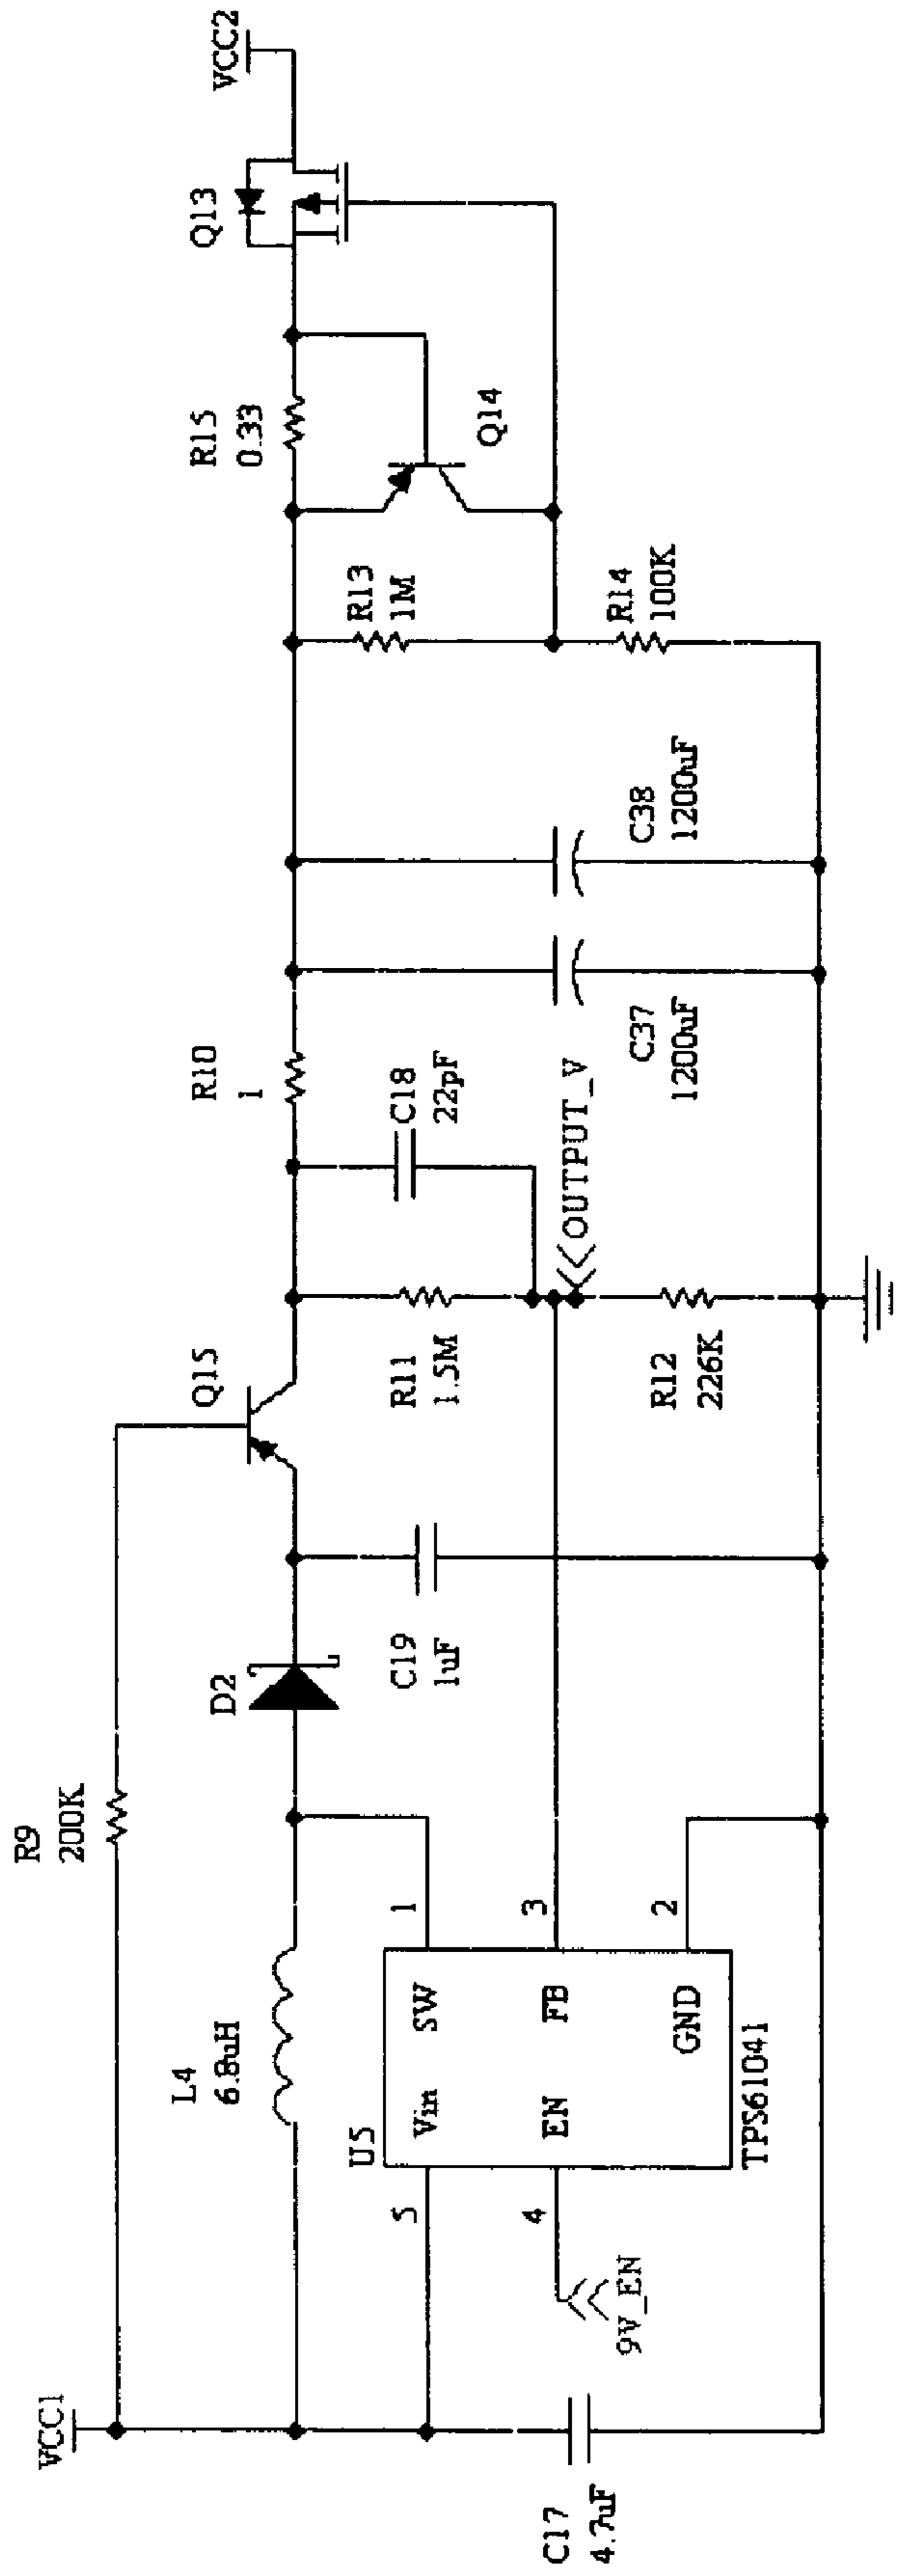 VCC1
R9
200K
L4
6.8uH
U5
Vin
SW
EN
FB
GND
5
4
1
3
2
TPS61041
9V_EN
C17
4.7uF
D2
C19
1uF
Q15
R11
1.5M
R12
226K
OUTPUT_V
C18
22pF
R10
1
C37
1200uF
C38
1200uF
R13
1M
R14
100K
R15
0.33
Q14
Q13
VCC2